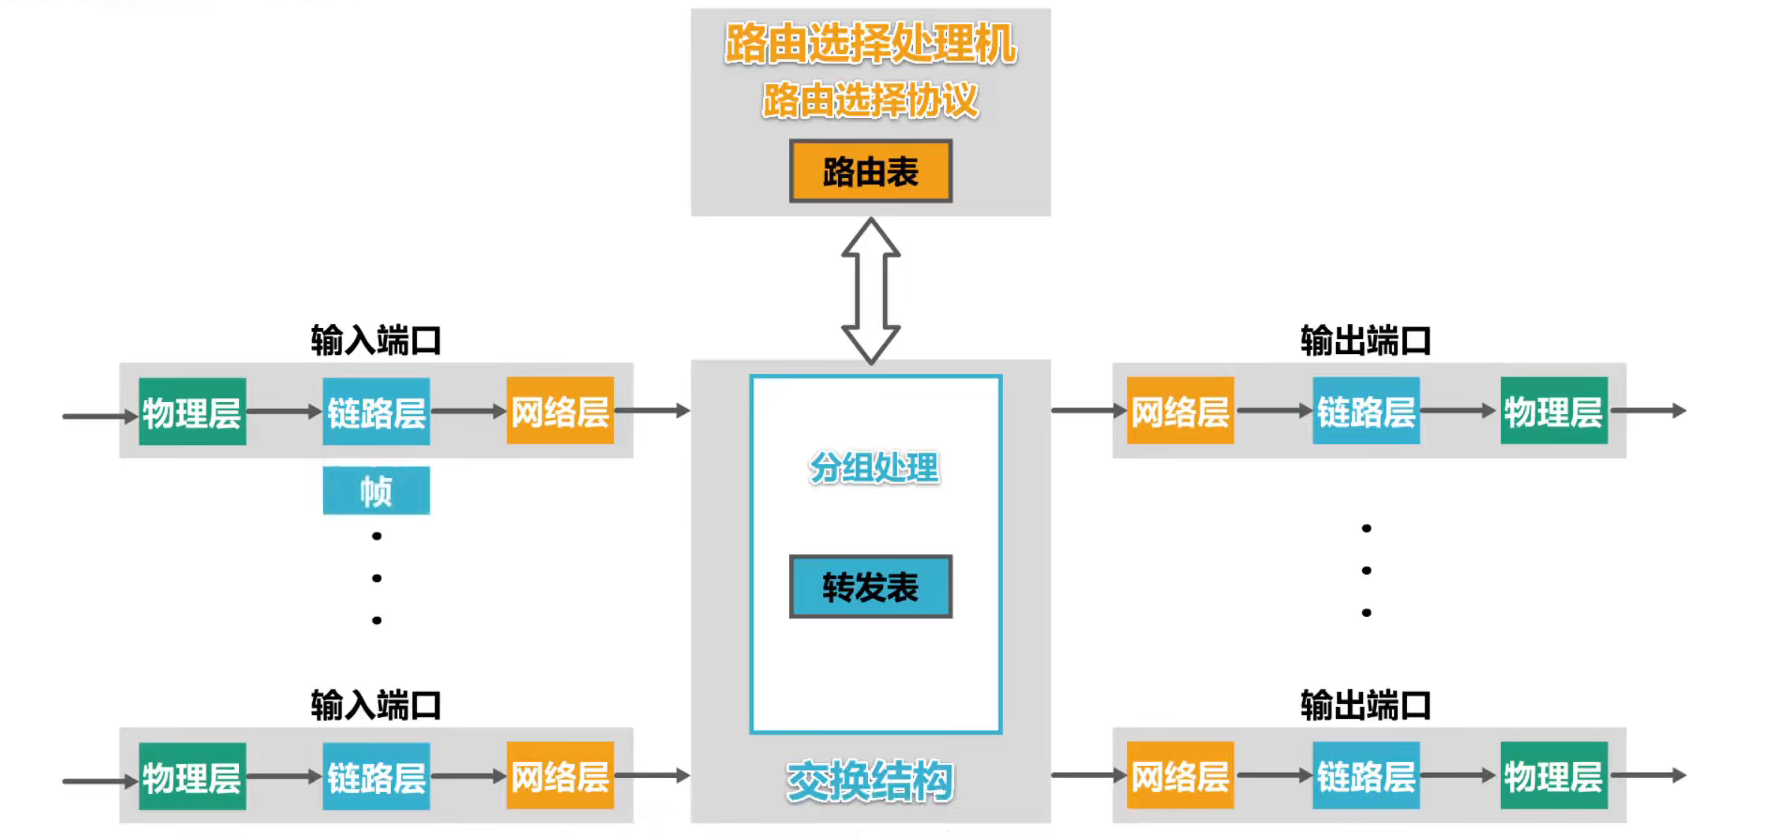 路由选择处理机
路由选择协议
路由表
输入端口
物理层
链路层
网络层
帧
输入端口
物理层
链路层
网络层
分组处理
转发表
交换结构
输出端口
网络层
链路层
物理层
输出端口
网络层
链路层
物理层